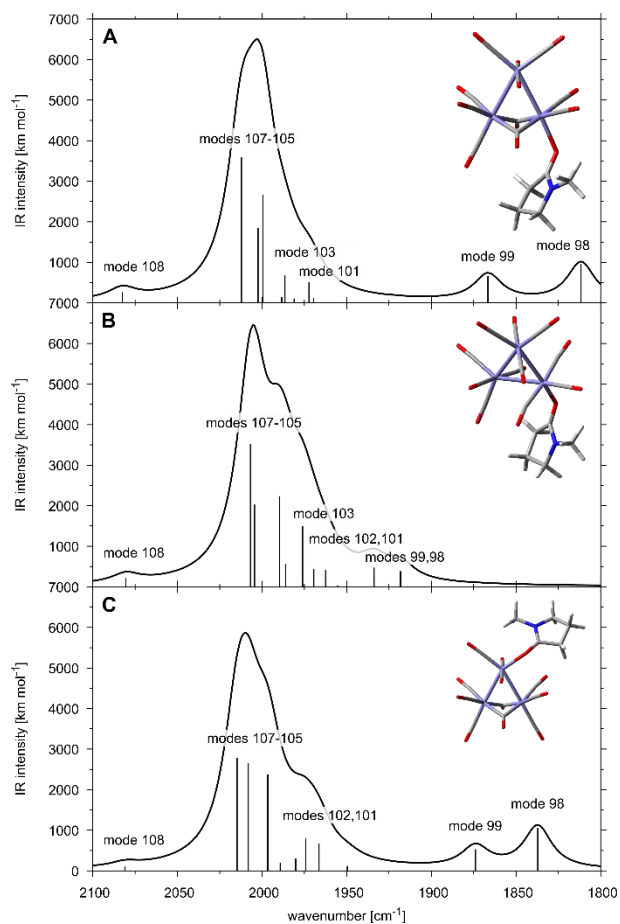 7000
A
6000
5000
modes 107-105
4000
IR intensity [km mol-1]
3000
2000
mode 103
mode 99
mode 98
mode 108
mode 101
1000
7000
B
6000
5000
modes 107-105
4000
IR intensity [km mol-1]
3000
2000
mode 103
mode 108
modes 102,101
1000
modes 99,98
7000
C
6000
5000
4000
IR intensity [km mol-1]
modes 107-105
3000
2000
modes 102,101
mode 98
mode 99
mode 108
1000
0
2100 2050 2000 1950 1900 1850 1800
wavenumber [cm-1]